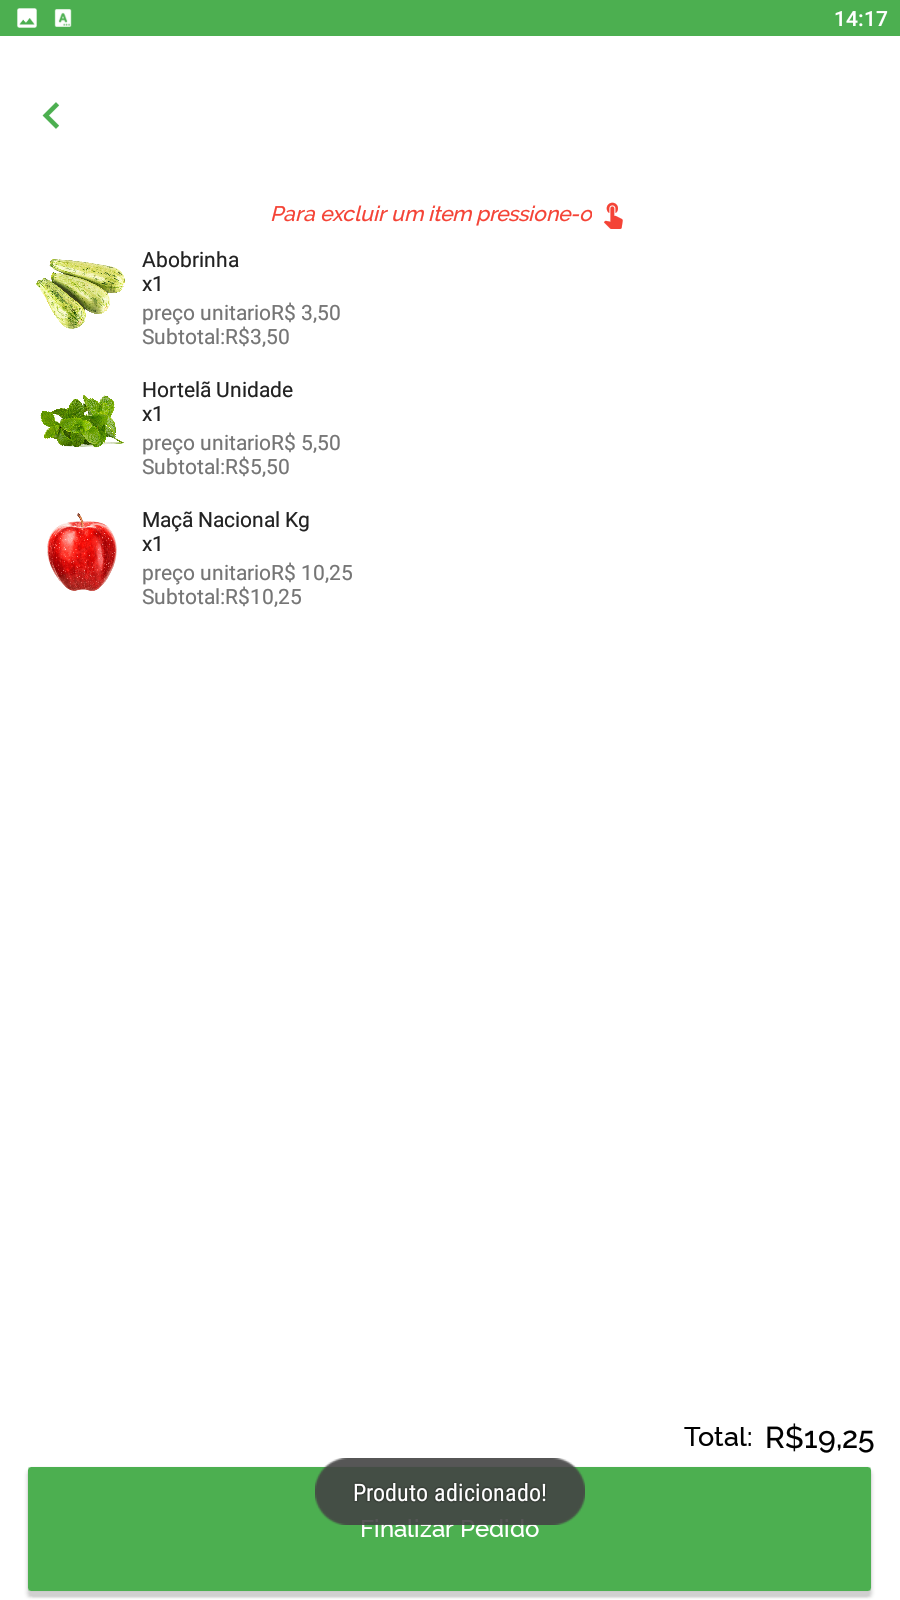 14:17
Para excluir um item pressione-o
Abobrinha
x1
preço unitarioR$ 3,50
Subtotal:R$3,50
Hortelã Unidade
x1
preço unitarioR$ 5,50
Subtotal:R$5,50
Maçã Nacional Kg
x1
preço unitarioR$ 10,25
Subtotal:R$10,25
Total: R$19,25
Produto adicionado!
Finalizar Pedido